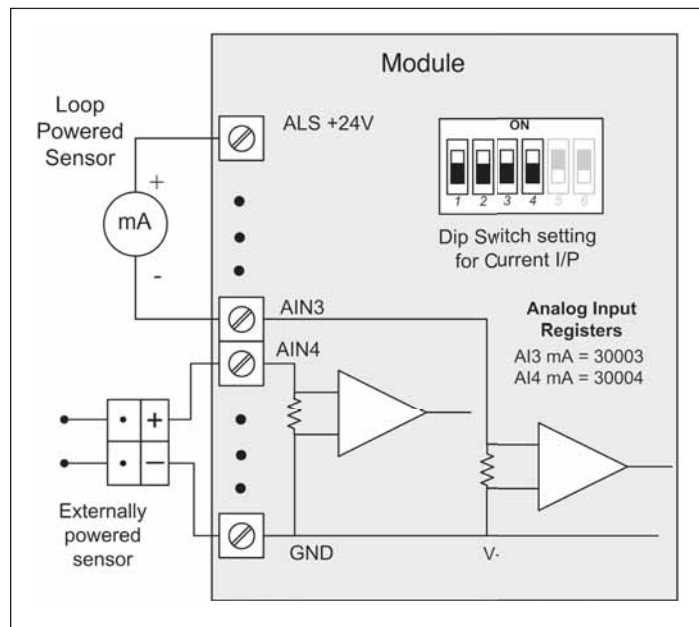 Module
Loop
Powered
Sensor
ALS +24V
ON
1 2 3 4 5 6
+
mA
-
Dip Switch setting
for Current I/P
AIN3
Analog Input
Registers
AI3 mA = 30003
AI4 mA = 30004
AIN4
+
−
Externally
powered
sensor
GND
V-